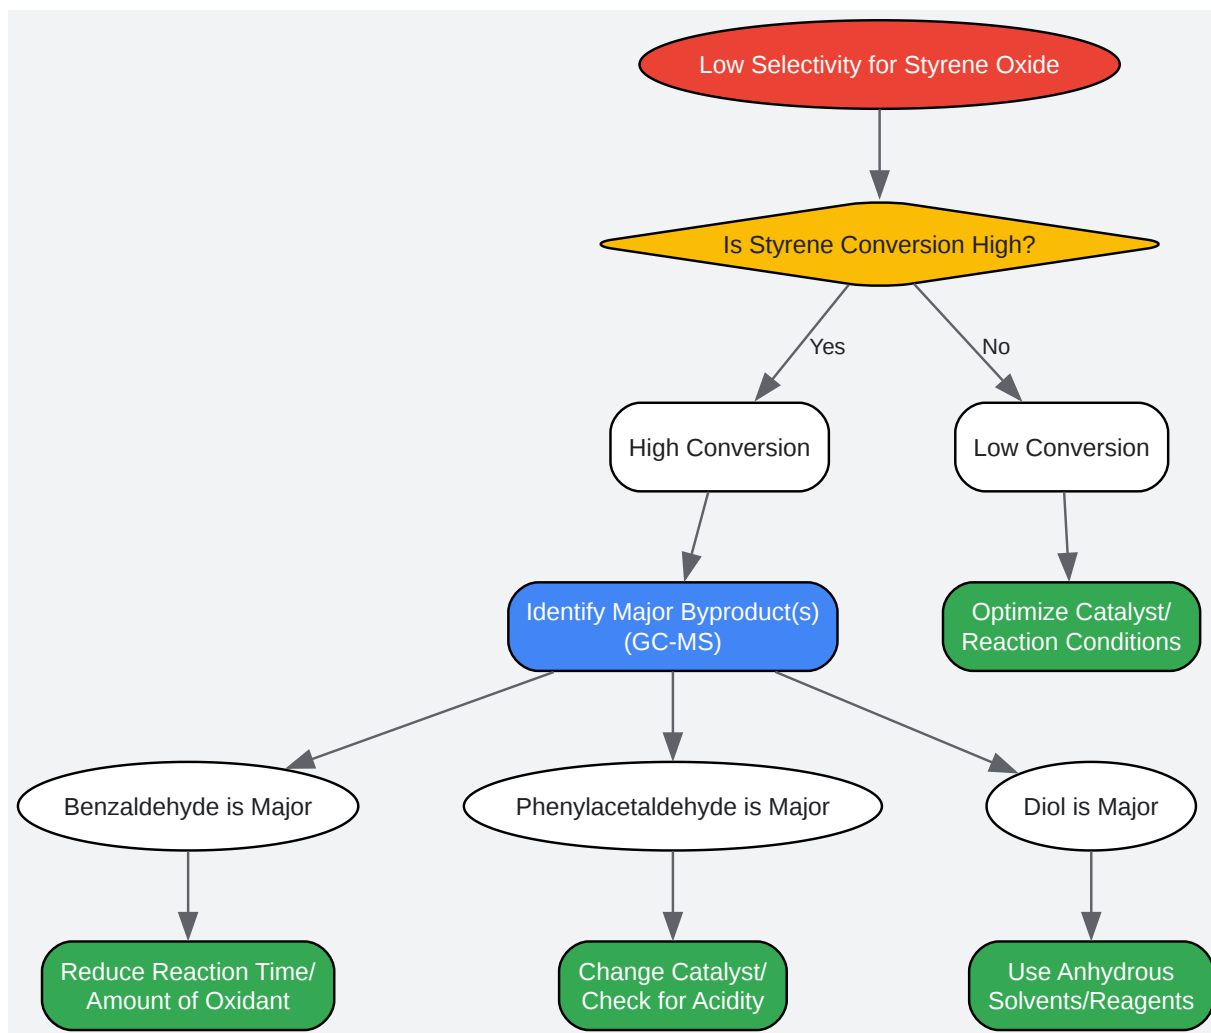 Low Selectivity for Styrene Oxide
Is Styrene Conversion High?
Yes
No
High Conversion
Low Conversion
Identify Major Byproduct(s)
(GC-MS)
Optimize Catalyst/
Reaction Conditions
Benzaldehyde is Major
Phenylacetaldehyde is Major
Diol is Major
Reduce Reaction Time/
Amount of Oxidant
Change Catalyst/
Check for Acidity
Use Anhydrous
Solvents/Reagents